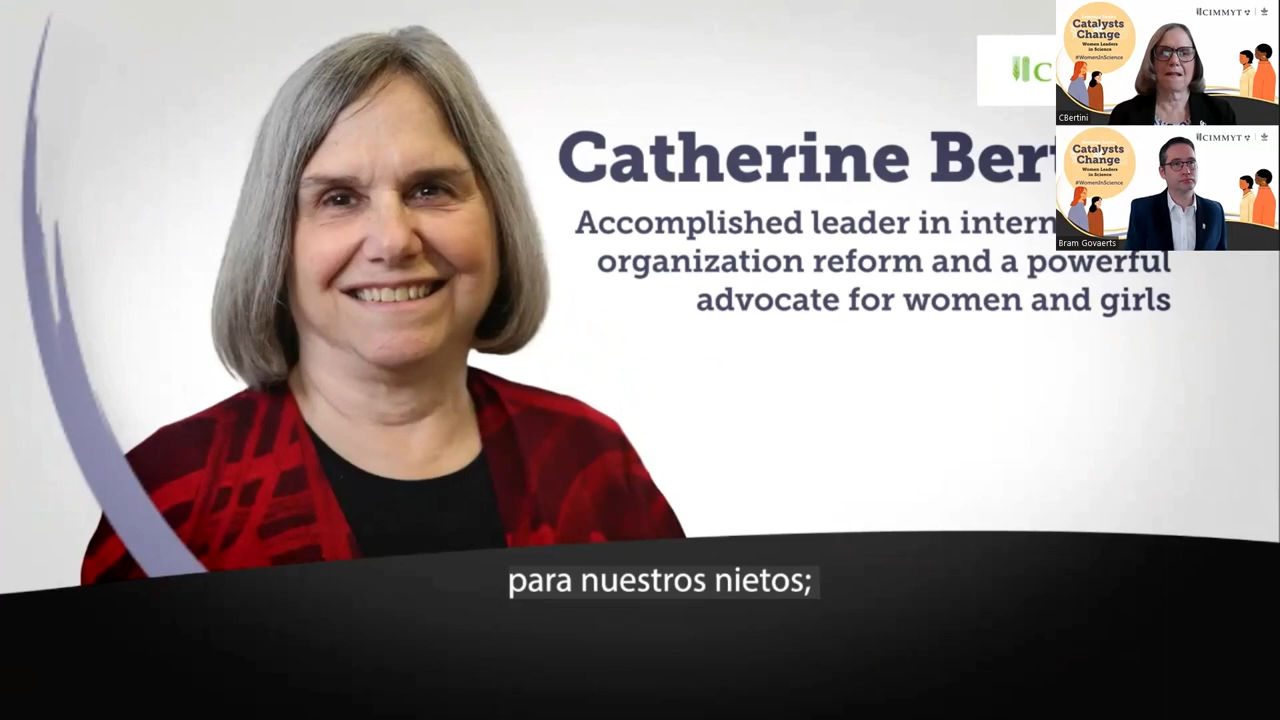 Catherine Ber
Accomplished leader in intern
organization reform and a powerful
advocate for women and girls
para nuestros nietos;
Catalysts
Change
Women Leaders
in Science
#WomenInScience
CIMMYT
CBertini
Catalysts
Change
Women Leaders
in Science
#WomenInScience
CIMMYT
Bram Govaerts